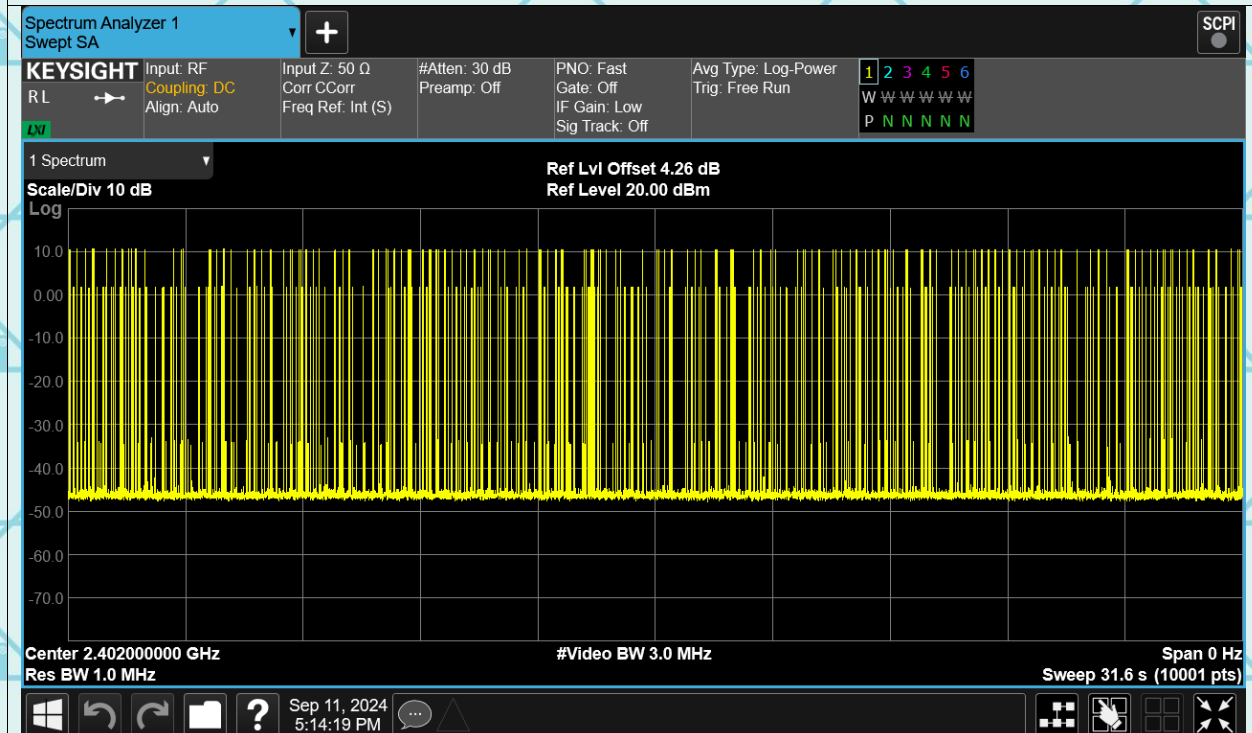 Spectrum Analyzer 1
Swept SA
+
SCPI
KEYSIGHT
R L
LXI
Input: RF
Coupling: DC
Align: Auto
Input Z: 50 Ω
Corr CCorr
Freq Ref: Int (S)
#Atten: 30 dB
Preamp: Off
PNO: Fast
Gate: Off
IF Gain: Low
Sig Track: Off
Avg Type: Log-Power
Trig: Free Run
1 2 3 4 5 6
W W W W W W
P N N N N N
1 Spectrum
Scale/Div 10 dB
Ref Lvl Offset 4.26 dB
Ref Level 20.00 dBm
Log
10.0
0.00
-10.0
-20.0
-30.0
-40.0
-50.0
-60.0
-70.0
Center 2.402000000 GHz
Res BW 1.0 MHz
#Video BW 3.0 MHz
Span 0 Hz
Sweep 31.6 s (10001 pts)
?
Sep 11, 2024
5:14:19 PM